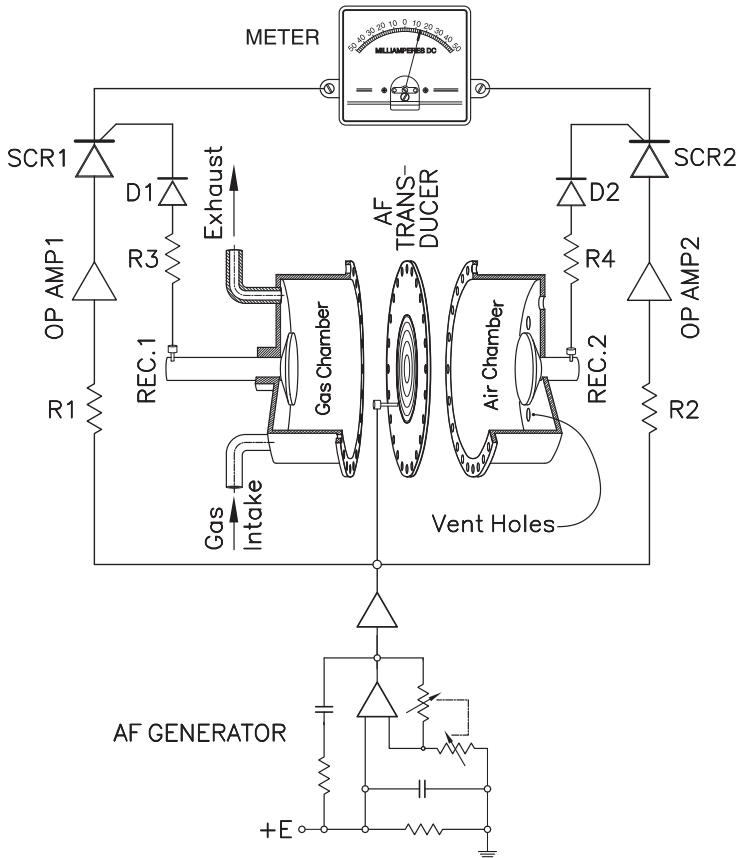 METER
50 40 30 20 10 0 10 20 30 40 50
MILLIAMPERES DC
SCR1
SCR2
D1
D2
Exhaust
AF
TRANS-
DUCER
OP AMP1
R3
R4
OP AMP2
Gas Chamber
Air Chamber
REC.1
REC.2
R1
R2
Gas
Intake
Vent Holes
AF GENERATOR
+E